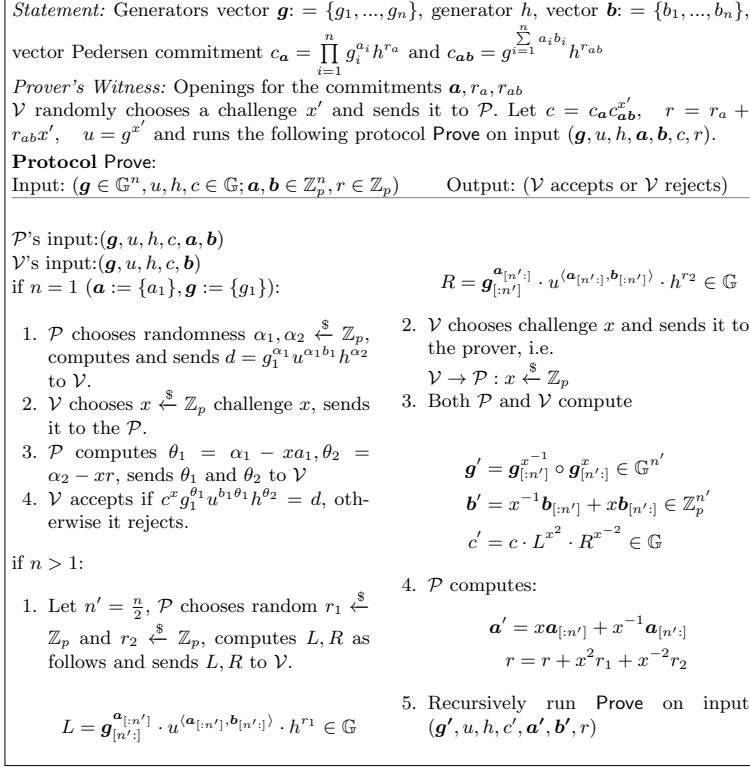 Statement: Generators vector g: = {g_1, ..., g_n}, generator h, vector b: = {b_1, ..., b_n},
vector Pedersen commitment c_a = ∏_{i=1}^{n} g_i^{a_i} h^{r_a} and c_{ab} = g^{∑_{i=1}^{n} a_i b_i} h^{r_{ab}}
Prover's Witness: Openings for the commitments a, r_a, r_{ab}
V randomly chooses a challenge x′ and sends it to P. Let c = c_a c_{ab}^{x′}, r = r_a +
r_{ab}x′, u = g^{x′} and runs the following protocol Prove on input (g, u, h, a, b, c, r).
Protocol Prove:
Input: (g ∈ 𝔾^n, u, h, c ∈ 𝔾; a, b ∈ ℤ_p^n, r ∈ ℤ_p) Output: (V accepts or V rejects)
P's input:(g, u, h, c, a, b)
V's input:(g, u, h, c, b)
if n = 1 (a := {a_1}, g := {g_1}):
1. P chooses randomness α_1, α_2 ←$ ℤ_p,
computes and sends d = g_1^{α_1} u^{α_1 b_1} h^{α_2}
to V.
2. V chooses x ←$ ℤ_p challenge x, sends
it to the P.
3. P computes θ_1 = α_1 − xa_1, θ_2 =
α_2 − xr, sends θ_1 and θ_2 to V
4. V accepts if c^x g_1^{θ_1} u^{b_1 θ_1} h^{θ_2} = d, oth-
erwise it rejects.
if n > 1:
1. Let n′ = n/2, P chooses random r_1 ←$
ℤ_p and r_2 ←$ ℤ_p, computes L, R as
follows and sends L, R to V.
L = g_{[n′:]}^{a_{[:n′]}} · u^{⟨a_{[:n′]}, b_{[n′:]}⟩} · h^{r_1} ∈ 𝔾
R = g_{[:n′]}^{a_{[n′:]}} · u^{⟨a_{[n′:]}, b_{[:n′]}⟩} · h^{r_2} ∈ 𝔾
2. V chooses challenge x and sends it to
the prover, i.e.
V → P : x ←$ ℤ_p
3. Both P and V compute
g′ = g_{[:n′]}^{x^{-1}} ∘ g_{[n′:]}^{x} ∈ 𝔾^{n′}
b′ = x^{-1} b_{[:n′]} + x b_{[n′:]} ∈ ℤ_p^{n′}
c′ = c · L^{x^2} · R^{x^{-2}} ∈ 𝔾
4. P computes:
a′ = x a_{[:n′]} + x^{-1} a_{[n′:]}
r = r + x^2 r_1 + x^{-2} r_2
5. Recursively run Prove on input
(g′, u, h, c′, a′, b′, r)